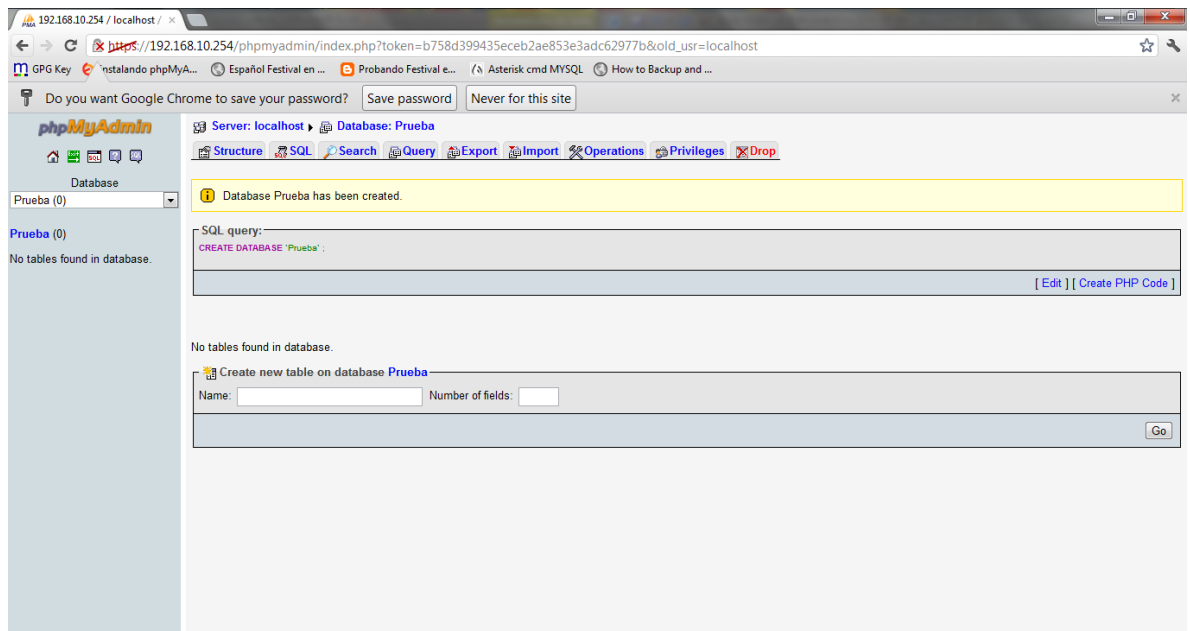 192.168.10.254 / localhost /
https://192.168.10.254/phpmyadmin/index.php?token=b758d399435eceb2ae853e3adc62977b&old_usr=localhost
GPG Key instalando phpMyA... Español Festival en ... Probando Festival e... Asterisk cmd MYSQL How to Backup and ...
Do you want Google Chrome to save your password? Save password Never for this site
phpMyAdmin
Database
Prueba (0)
Prueba (0)
No tables found in database.
Server: localhost Database: Prueba
Structure SQL Search Query Export Import Operations Privileges Drop
Database Prueba has been created.
SQL query:
CREATE DATABASE `Prueba` ;
[ Edit ] [ Create PHP Code ]
No tables found in database.
Create new table on database Prueba
Name: Number of fields:
Go